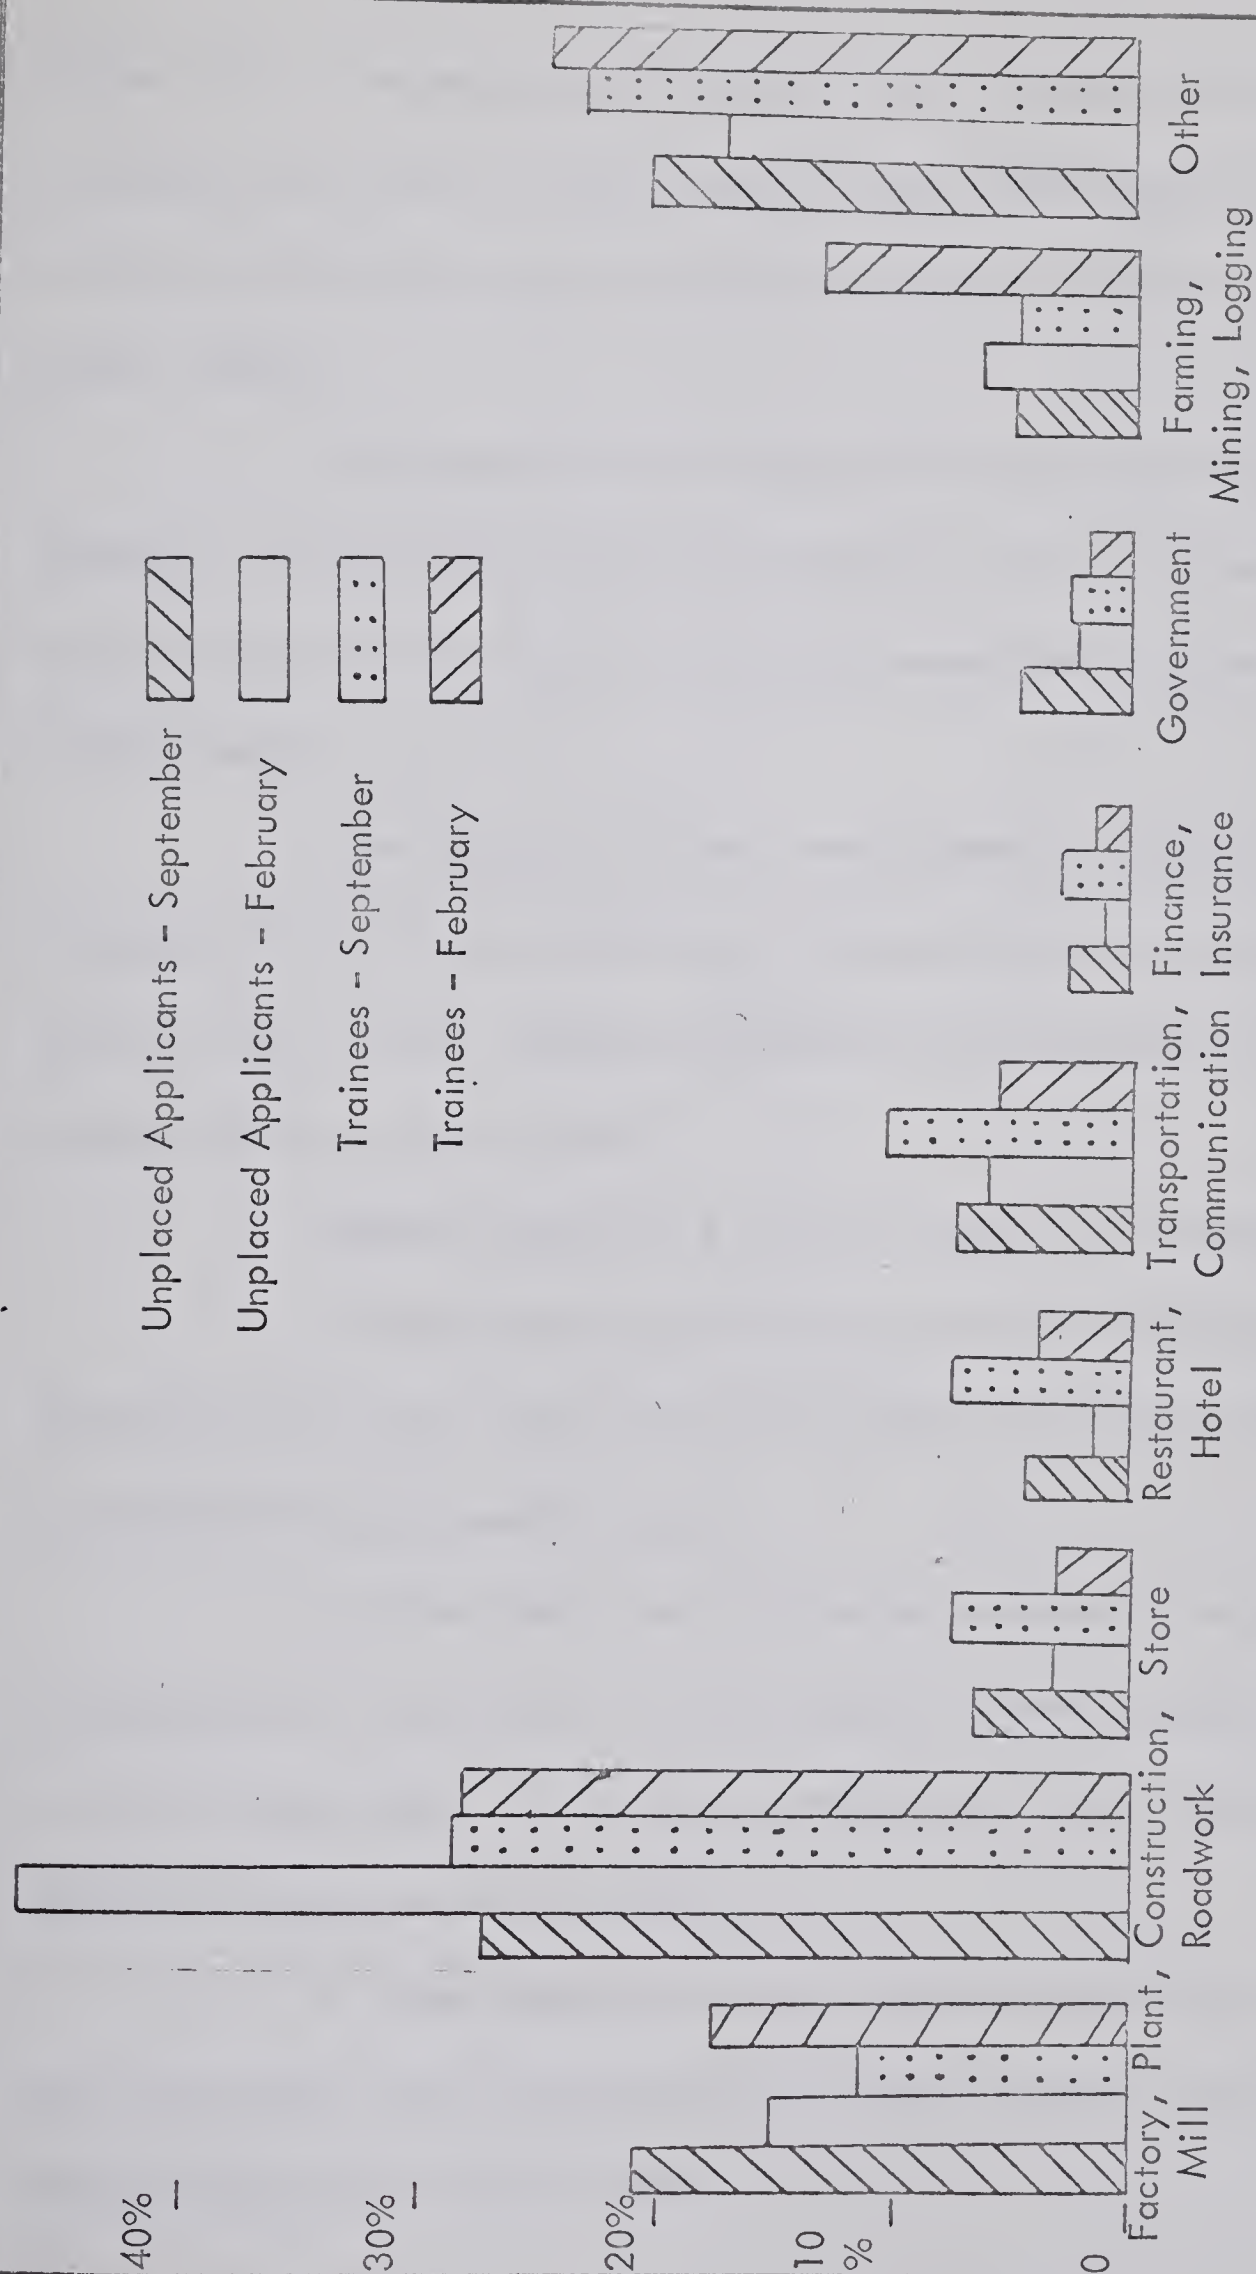 40%
30%
20%
10
%
0
Unplaced Applicants - September
Unplaced Applicants - February
Trainees - September
Trainees - February
Factory, Plant,
Mill
Construction,
Roadwork
Store
Restaurant,
Hotel
Transportation,
Communication
Finance,
Insurance
Government
Farming,
Mining, Logging
Other